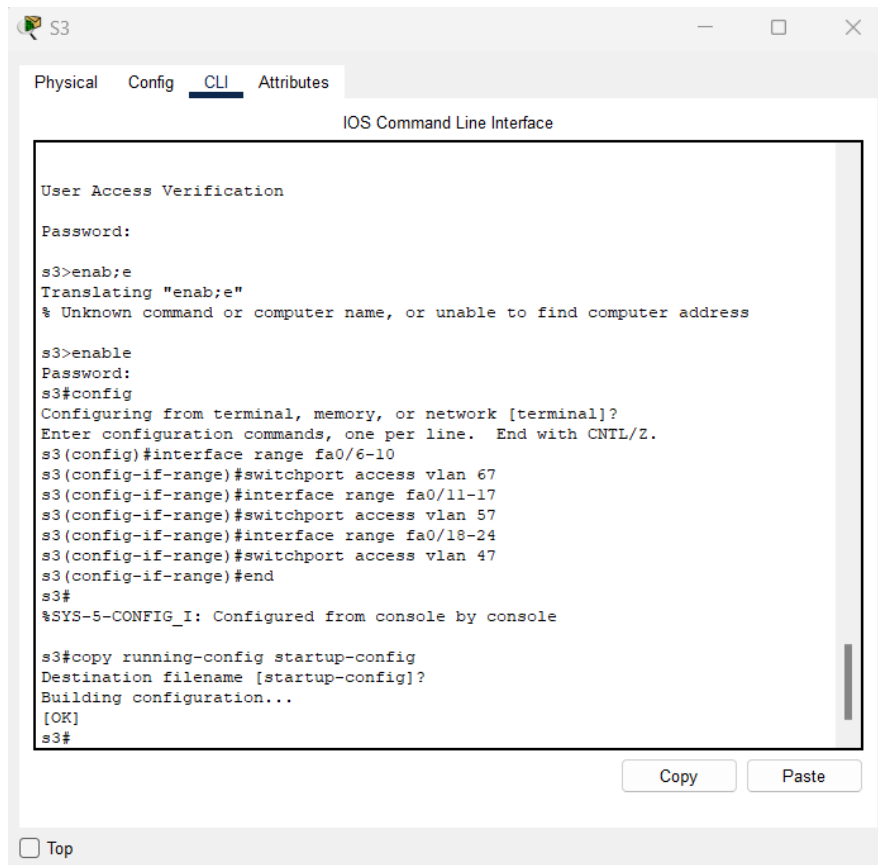 S3
Physical Config CLI Attributes
IOS Command Line Interface
User Access Verification
Password:
s3>enab;e
Translating "enab;e"
% Unknown command or computer name, or unable to find computer address
s3>enable
Password:
s3#config
Configuring from terminal, memory, or network [terminal]?
Enter configuration commands, one per line.  End with CNTL/Z.
s3(config)#interface range fa0/6-10
s3(config-if-range)#switchport access vlan 67
s3(config-if-range)#interface range fa0/11-17
s3(config-if-range)#switchport access vlan 57
s3(config-if-range)#interface range fa0/18-24
s3(config-if-range)#switchport access vlan 47
s3(config-if-range)#end
s3#
%SYS-5-CONFIG_I: Configured from console by console
s3#copy running-config startup-config
Destination filename [startup-config]?
Building configuration...
[OK]
s3#
Copy Paste
Top